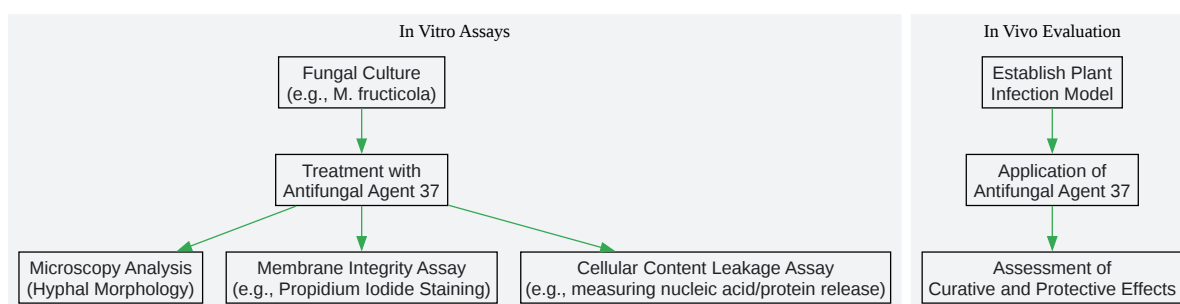 In Vitro Assays
Fungal Culture
(e.g., M. fructicola)
Treatment with
Antifungal Agent 37
Microscopy Analysis
(Hyphal Morphology)
Membrane Integrity Assay
(e.g., Propidium Iodide Staining)
Cellular Content Leakage Assay
(e.g., measuring nucleic acid/protein release)
In Vivo Evaluation
Establish Plant
Infection Model
Application of
Antifungal Agent 37
Assessment of
Curative and Protective Effects